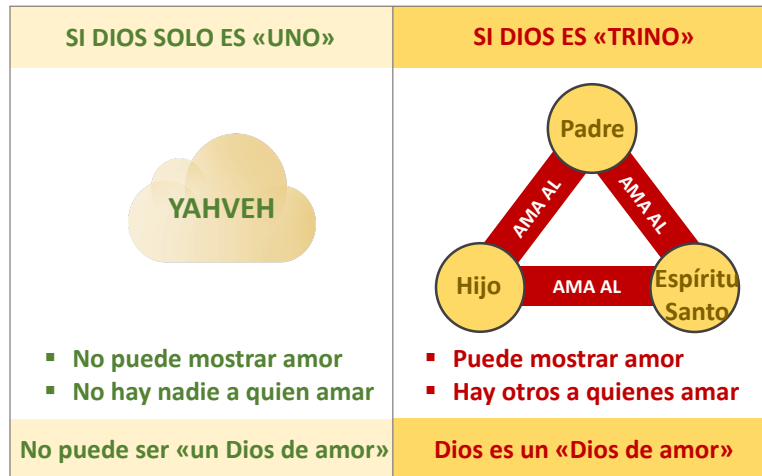 SI DIOS SOLO ES «UNO»
YAHVEH
▪ No puede mostrar amor
▪ No hay nadie a quien amar
No puede ser «un Dios de amor»
SI DIOS ES «TRINO»
Padre
AMA AL
AMA AL
Hijo
AMA AL
Espíritu
Santo
▪ Puede mostrar amor
▪ Hay otros a quienes amar
Dios es un «Dios de amor»